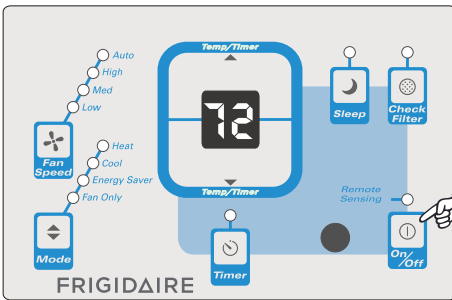 Temp/Timer
Auto
High
Med
Low
Fan
Speed
72
Sleep
Check
Filter
Heat
Cool
Energy Saver
Fan Only
Mode
Temp/Timer
Remote
Sensing
Timer
On/Off
FRIGIDAIRE